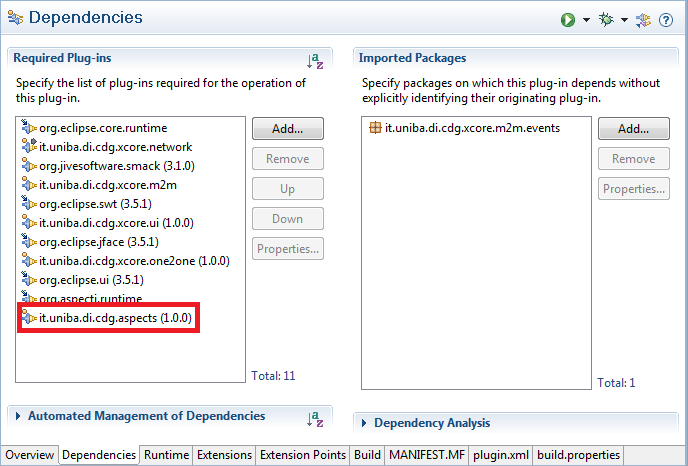 Dependencies
Required Plug-ins
Specify the list of plug-ins required for the operation of
this plug-in.
org.eclipse.core.runtime
it.uniba.di.cdg.xcore.network
org.jivesoftware.smack (3.1.0)
it.uniba.di.cdg.xcore.m2m
org.eclipse.swt (3.5.1)
it.uniba.di.cdg.xcore.ui (1.0.0)
org.eclipse.jface (3.5.1)
it.uniba.di.cdg.xcore.one2one (1.0.0)
org.eclipse.ui (3.5.1)
org.aspectj.runtime
it.uniba.di.cdg.aspects (1.0.0)
Add...
Remove
Up
Down
Properties...
Total: 11
Automated Management of Dependencies
Imported Packages
Specify packages on which this plug-in depends without
explicitly identifying their originating plug-in.
it.uniba.di.cdg.xcore.m2m.events
Add...
Remove
Properties...
Total: 1
Dependency Analysis
Overview Dependencies Runtime Extensions Extension Points Build MANIFEST.MF plugin.xml build.properties